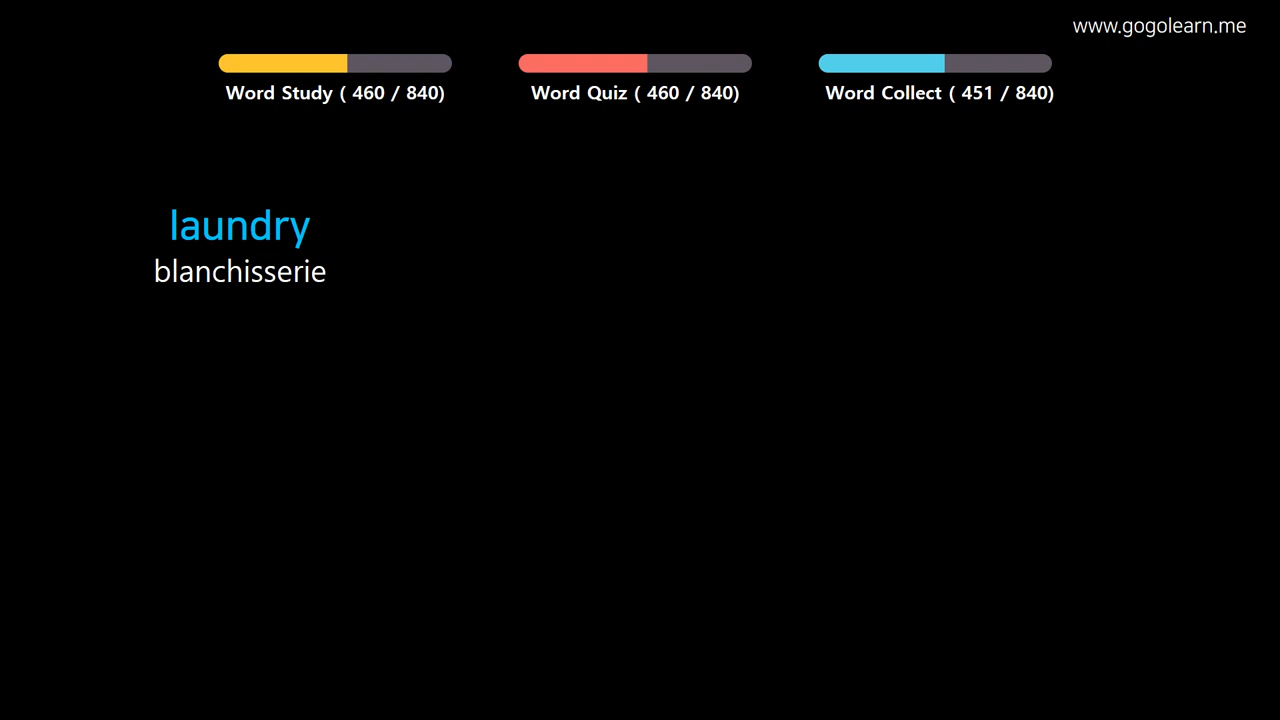 www.gogolearn.me
Word Study ( 460 / 840)
Word Quiz ( 460 / 840)
Word Collect ( 451 / 840)
laundry
blanchisserie